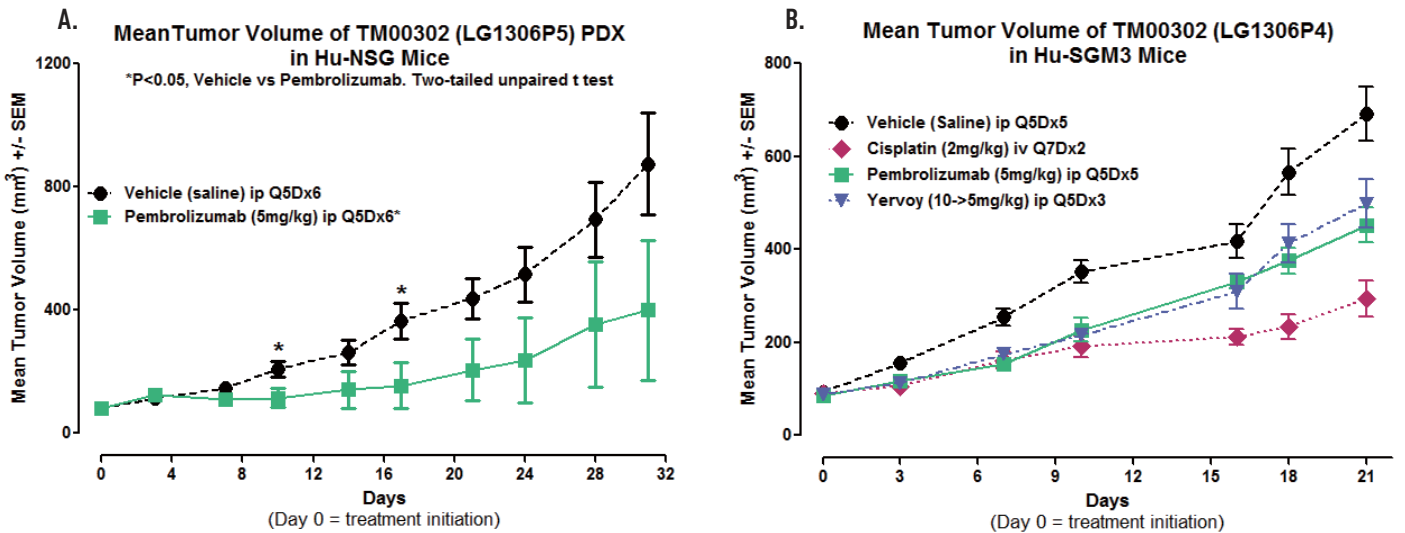 A.
MeanTumor Volume of TM00302 (LG1306P5) PDX
in Hu-NSG Mice
*P<0.05, Vehicle vs Pembrolizumab. Two-tailed unpaired t test
Mean Tumor Volume (mm3) +/- SEM
1200
800
400
0
Vehicle (saline) ip Q5Dx6
Pembrolizumab (5mg/kg) ip Q5Dx6*
*
*
0 4 8 12 16 20 24 28 32
Days
(Day 0 = treatment initiation)
B.
Mean Tumor Volume of TM00302 (LG1306P4)
in Hu-SGM3 Mice
Mean Tumor Volume (mm3) +/- SEM
800
600
400
200
0
Vehicle (Saline) ip Q5Dx5
Cisplatin (2mg/kg) iv Q7Dx2
Pembrolizumab (5mg/kg) ip Q5Dx5
Yervoy (10->5mg/kg) ip Q5Dx3
0 3 6 9 12 15 18 21
Days
(Day 0 = treatment initiation)